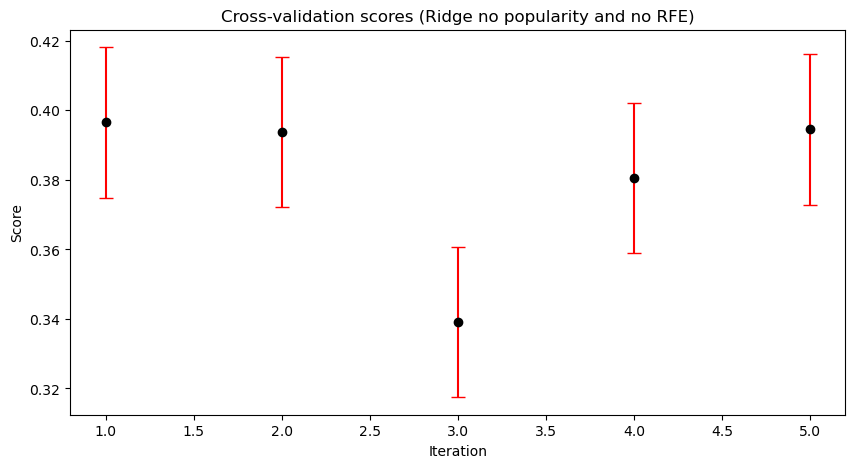 Cross-validation scores (Ridge no popularity and no RFE)
0.42
0.40
0.38
0.36
0.34
0.32
Score
1.0 1.5 2.0 2.5 3.0 3.5 4.0 4.5 5.0
Iteration